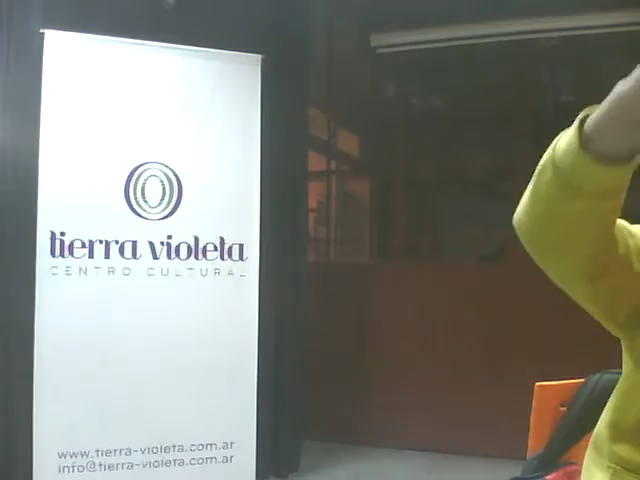 tierra violeta
CENTRO CULTURAL
www.tierra-violeta.com.ar
info@tierra-violeta.com.ar